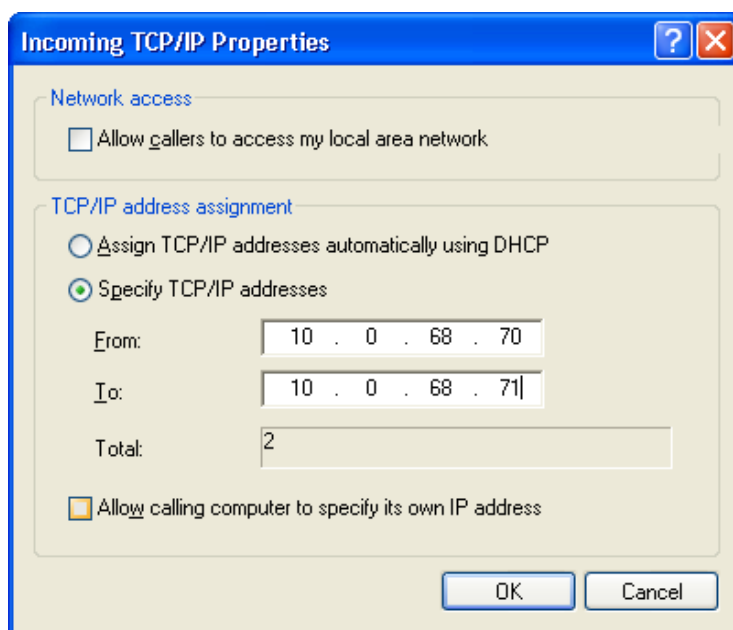 Incoming TCP/IP Properties
Network access
Allow callers to access my local area network
TCP/IP address assignment
Assign TCP/IP addresses automatically using DHCP
Specify TCP/IP addresses
From: 10 . 0 . 68 . 70
To: 10 . 0 . 68 . 71
Total: 2
Allow calling computer to specify its own IP address
OK Cancel